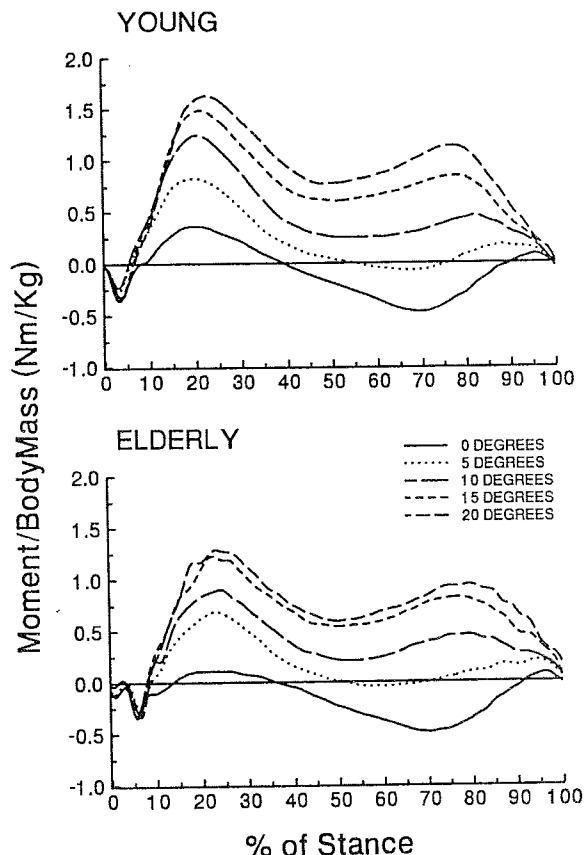 YOUNG
2.0
1.5
1.0
0.5
0.0
-0.5
-1.0
0 10 20 30 40 50 60 70 80 90 100
Moment/BodyMass (Nm/Kg)
ELDERLY
0 DEGREES
5 DEGREES
10 DEGREES
15 DEGREES
20 DEGREES
2.0
1.5
1.0
0.5
0.0
-0.5
-1.0
0 10 20 30 40 50 60 70 80 90 100
% of Stance